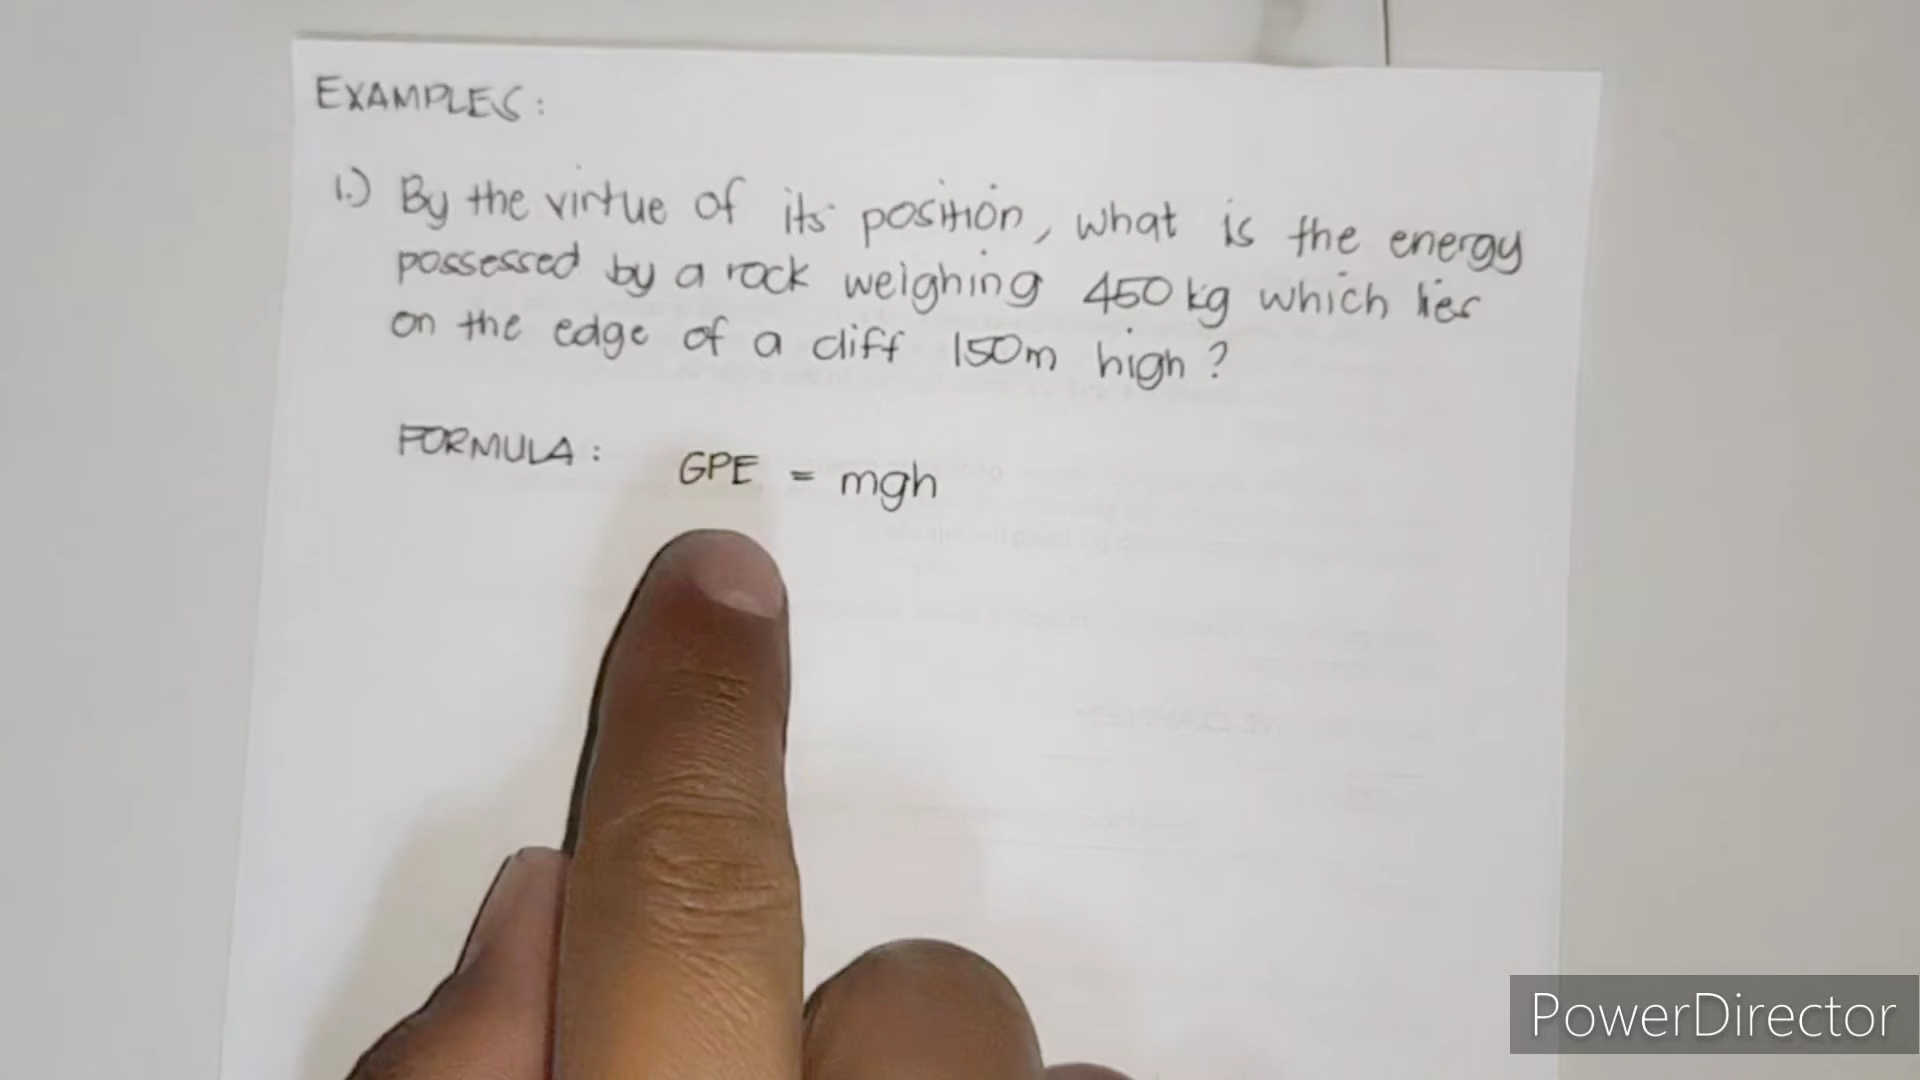 EXAMPLES:
1.) By the virtue of its position, what is the energy
possessed by a rock weighing 450 kg which lies
on the edge of a cliff 150m high?
FORMULA: GPE = mgh
PowerDirector